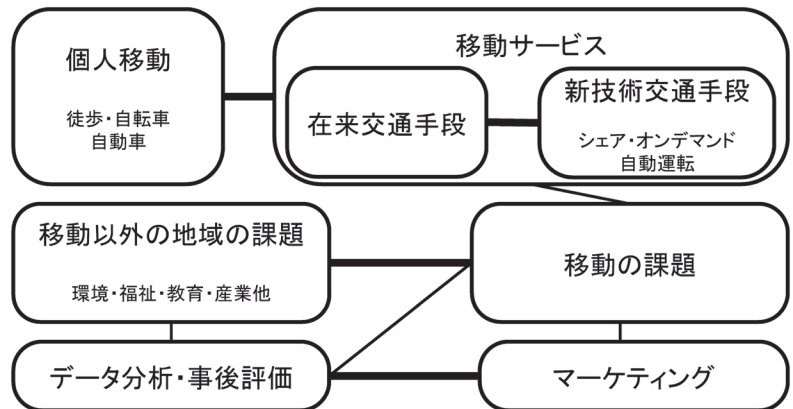 個人移動
徒歩・自転車
自動車
移動サービス
在来交通手段
新技術交通手段
シェア・オンデマンド
自動運転
移動以外の地域の課題
環境・福祉・教育・産業他
移動の課題
データ分析・事後評価
マーケティング